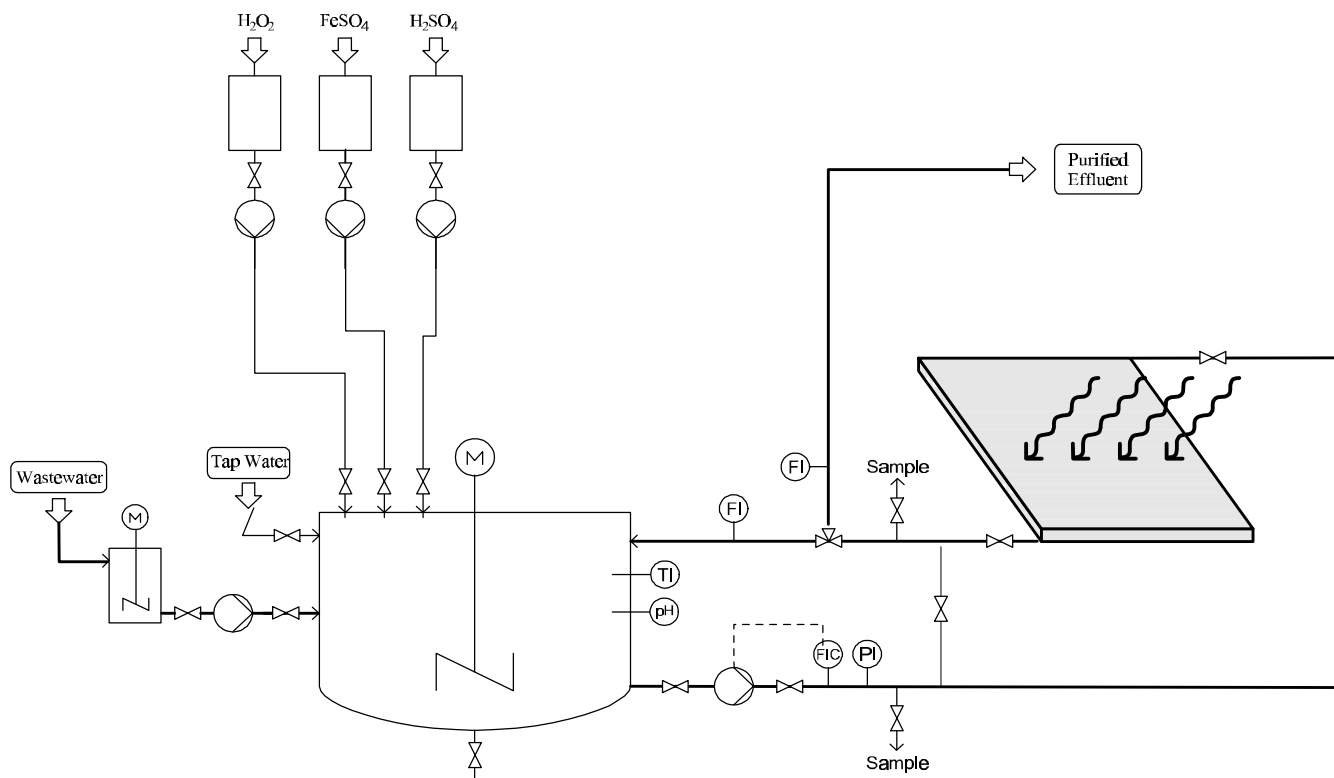 H₂O₂
FeSO₄
H₂SO₄
Purified
Effluent
Tap Water
Wastewater
M
M
FI
Sample
FI
TI
pH
FIC
PI
Sample